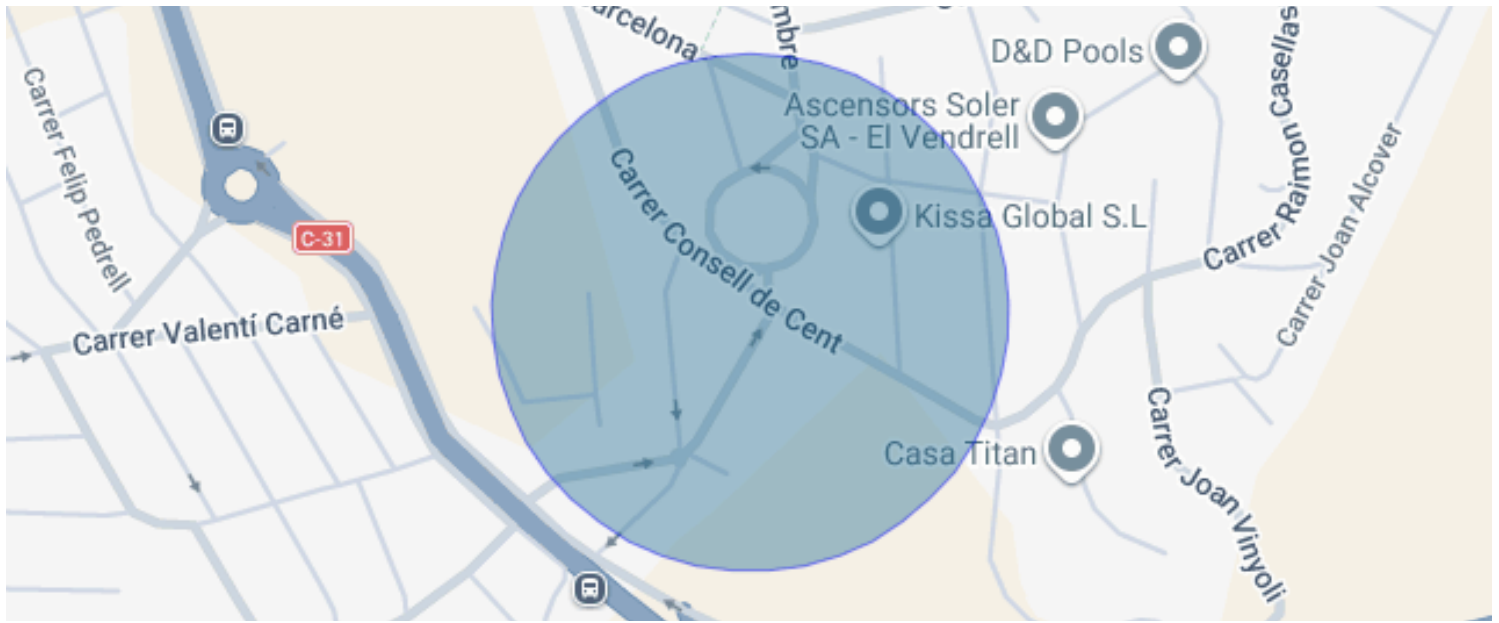 Barcelona
D&D Pools
Ascensors Soler
SA - El Vendrell
Carrer Raimon Casellas
Carrer Joan Alcover
Carrer Felip Pedrell
Carrer Consell de Cent
Kissa Global S.L
C-31
Carrer Valentí Carné
Casa Titan
Carrer Joan Vinyoli